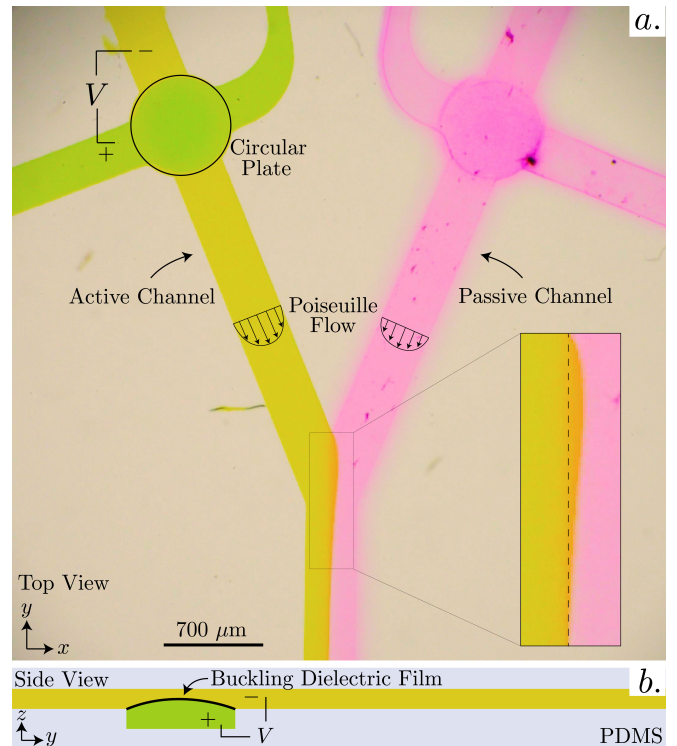 a.
−
V
+
Circular
Plate
Active Channel
Poiseuille
Flow
Passive Channel
Top View
y
x
700 μm
Side View
Buckling Dielectric Film
b.
−
+
V
z
y
PDMS